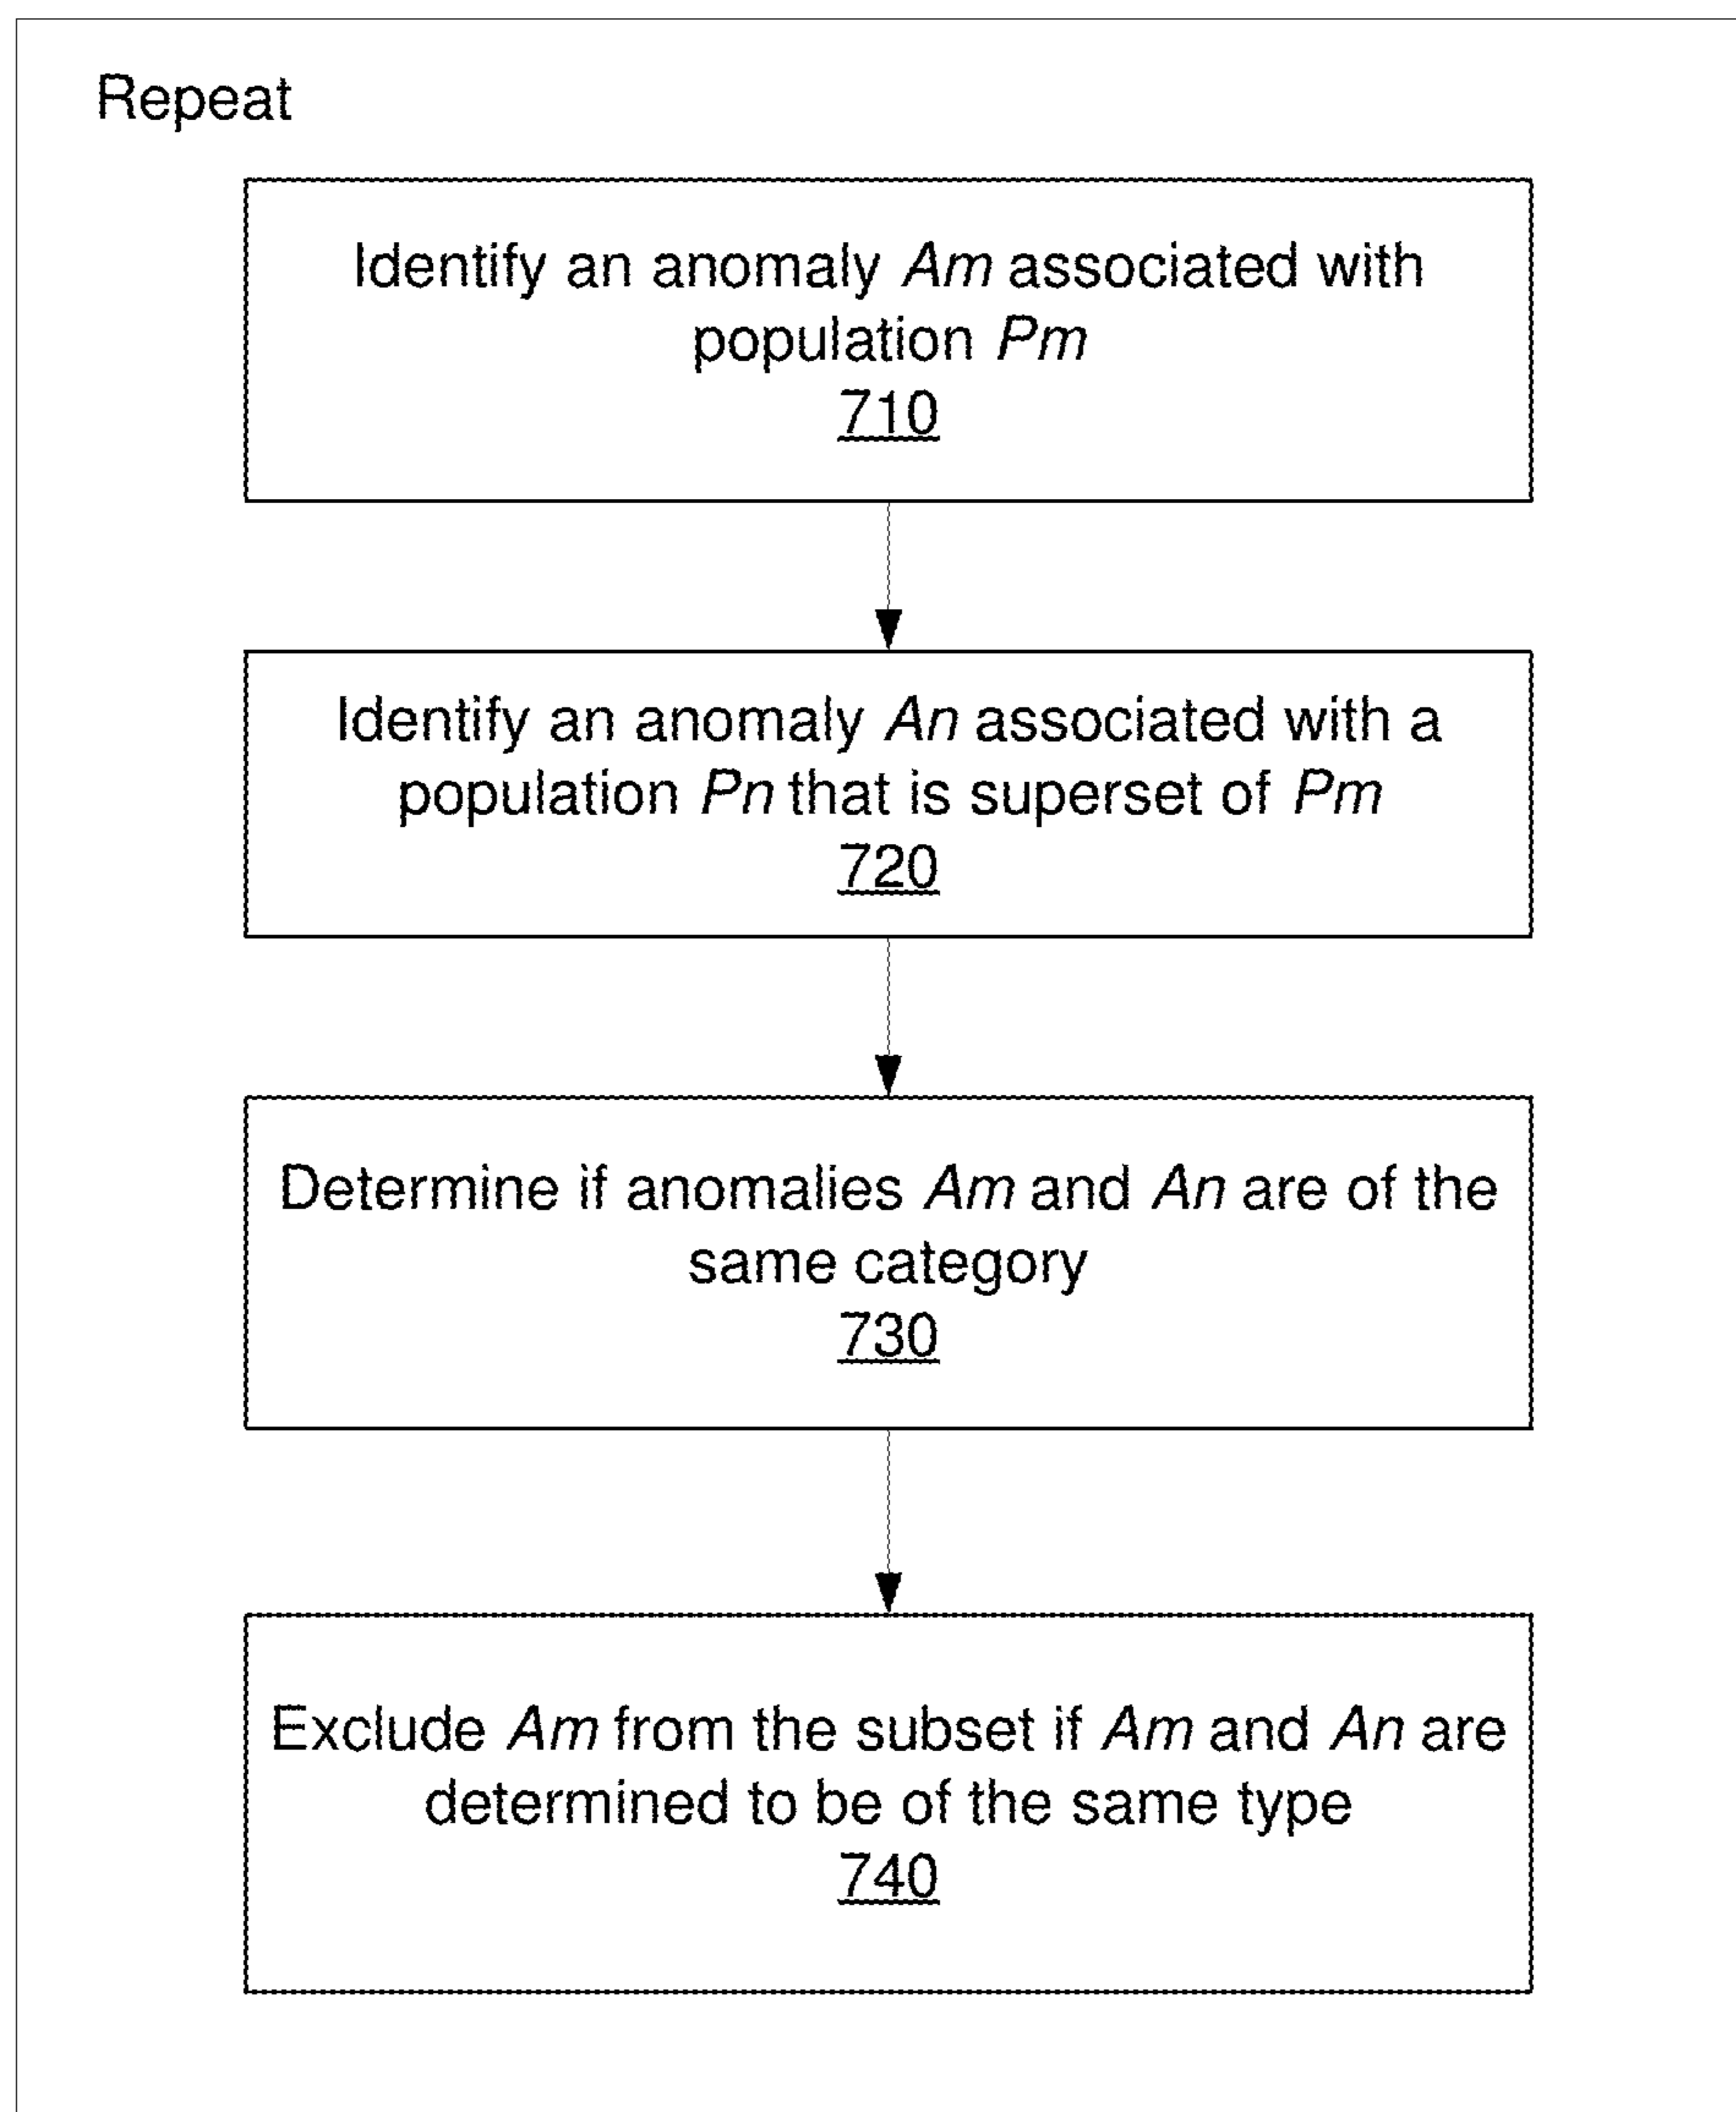 Repeat
Identify an anomaly Am associated with
population Pm
710
Identify an anomaly An associated with a
population Pn that is superset of Pm
720
Determine if anomalies Am and An are of the
same category
730
Exclude Am from the subset if Am and An are
determined to be of the same type
740